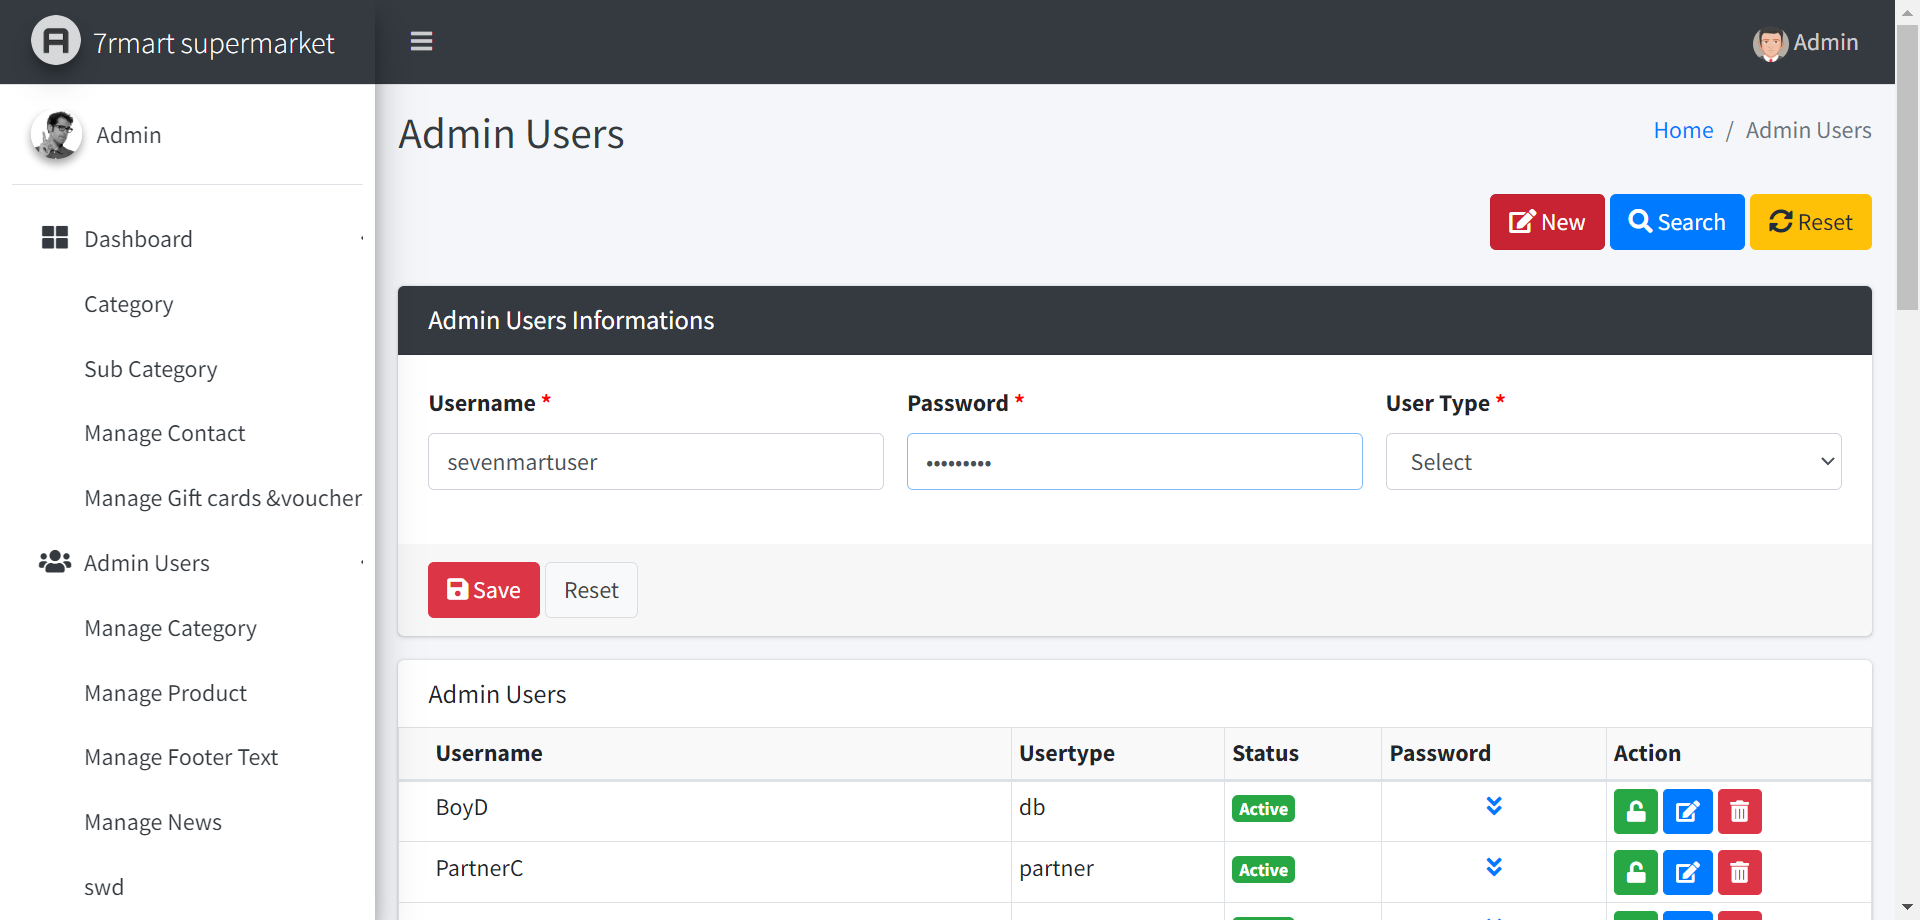 7rmart supermarket
Admin
Admin
Admin Users
Home / Admin Users
New Search Reset
Dashboard
Category
Sub Category
Manage Contact
Manage Gift cards &voucher
Admin Users
Manage Category
Manage Product
Manage Footer Text
Manage News
swd
Admin Users Informations
Username * Password * User Type *
sevenmartuser ••••••••• Select
Save Reset
Admin Users
Username Usertype Status Password Action
BoyD db Active
PartnerC partner Active